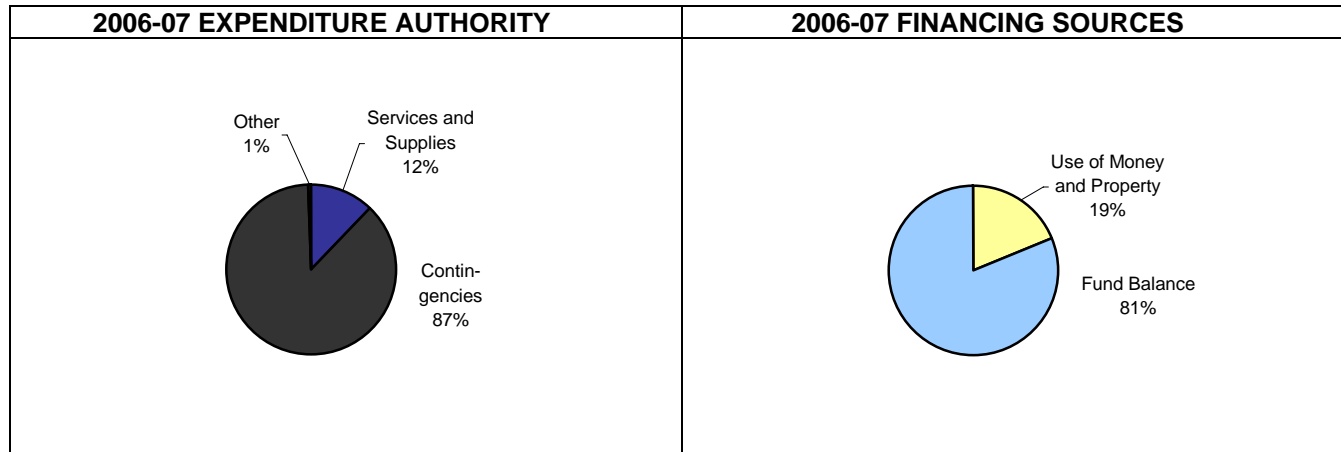 2006-07 EXPENDITURE AUTHORITY
Other
1%
Services and
Supplies
12%
Contin-
gencies
87%
2006-07 FINANCING SOURCES
Use of Money
and Property
19%
Fund Balance
81%